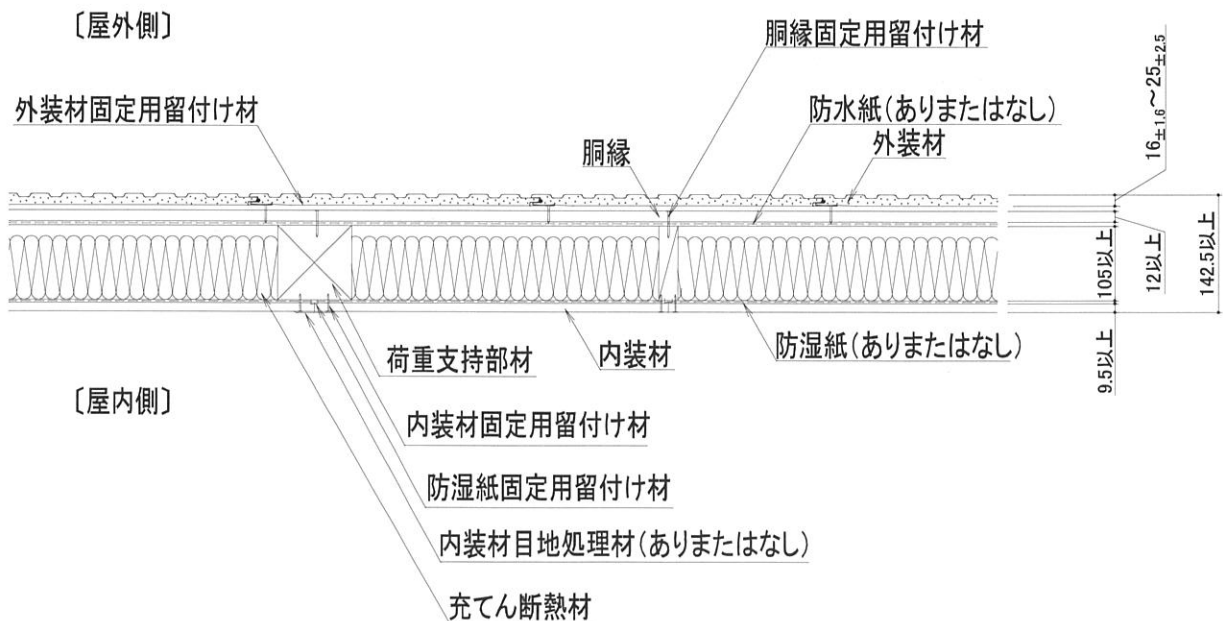 〔屋外側〕
胴縁固定用留付け材
外装材固定用留付け材
防水紙(ありまたはなし)
胴縁
外装材
16±1.6～25±2.5
105以上
12以上
142.5以上
9.5以上
荷重支持部材
内装材
防湿紙(ありまたはなし)
〔屋内側〕
内装材固定用留付け材
防湿紙固定用留付け材
内装材目地処理材(ありまたはなし)
充てん断熱材